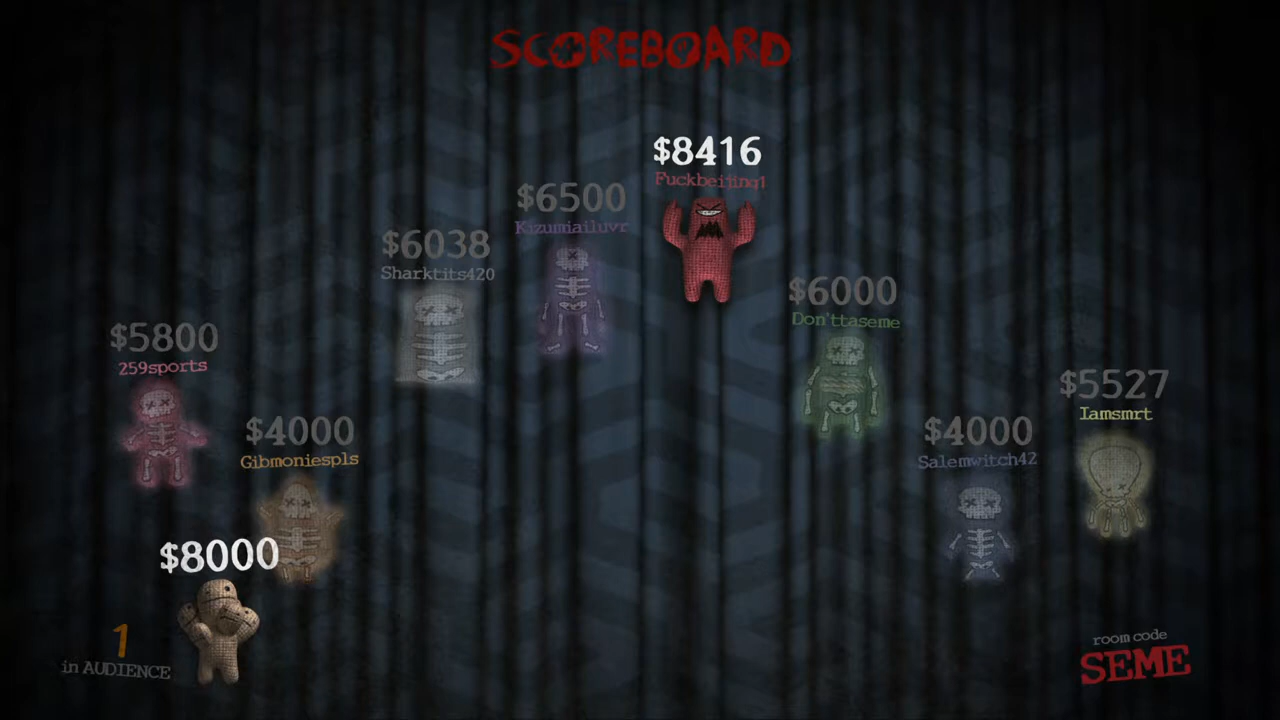 SCOREBOARD
$8416
Fuckbeijing1
$6500
Kizumiailuvr
$6038
Sharktits420
$6000
Don'ttaseme
$5800
259sports
$5527
Iamsmrt
$4000
Gibmoniespls
$4000
Salemwitch42
$8000
1
in AUDIENCE
room code
SEME